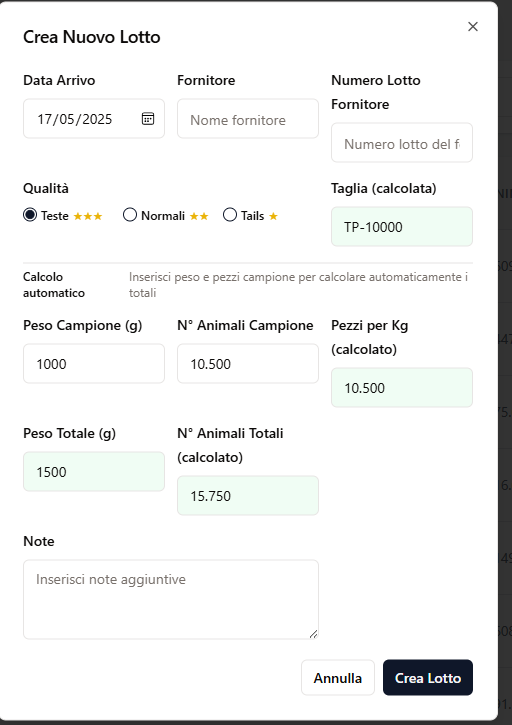 Crea Nuovo Lotto
Data Arrivo
17/05/2025
Fornitore
Nome fornitore
Numero Lotto
Fornitore
Numero lotto del f
Qualità
Teste ★★★
Normali ★★
Tails ★
Taglia (calcolata)
TP-10000
Calcolo
automatico
Inserisci peso e pezzi campione per calcolare automaticamente i
totali
Peso Campione (g)
1000
N° Animali Campione
10.500
Pezzi per Kg
(calcolato)
10.500
Peso Totale (g)
1500
N° Animali Totali
(calcolato)
15.750
Note
Inserisci note aggiuntive
Annulla
Crea Lotto